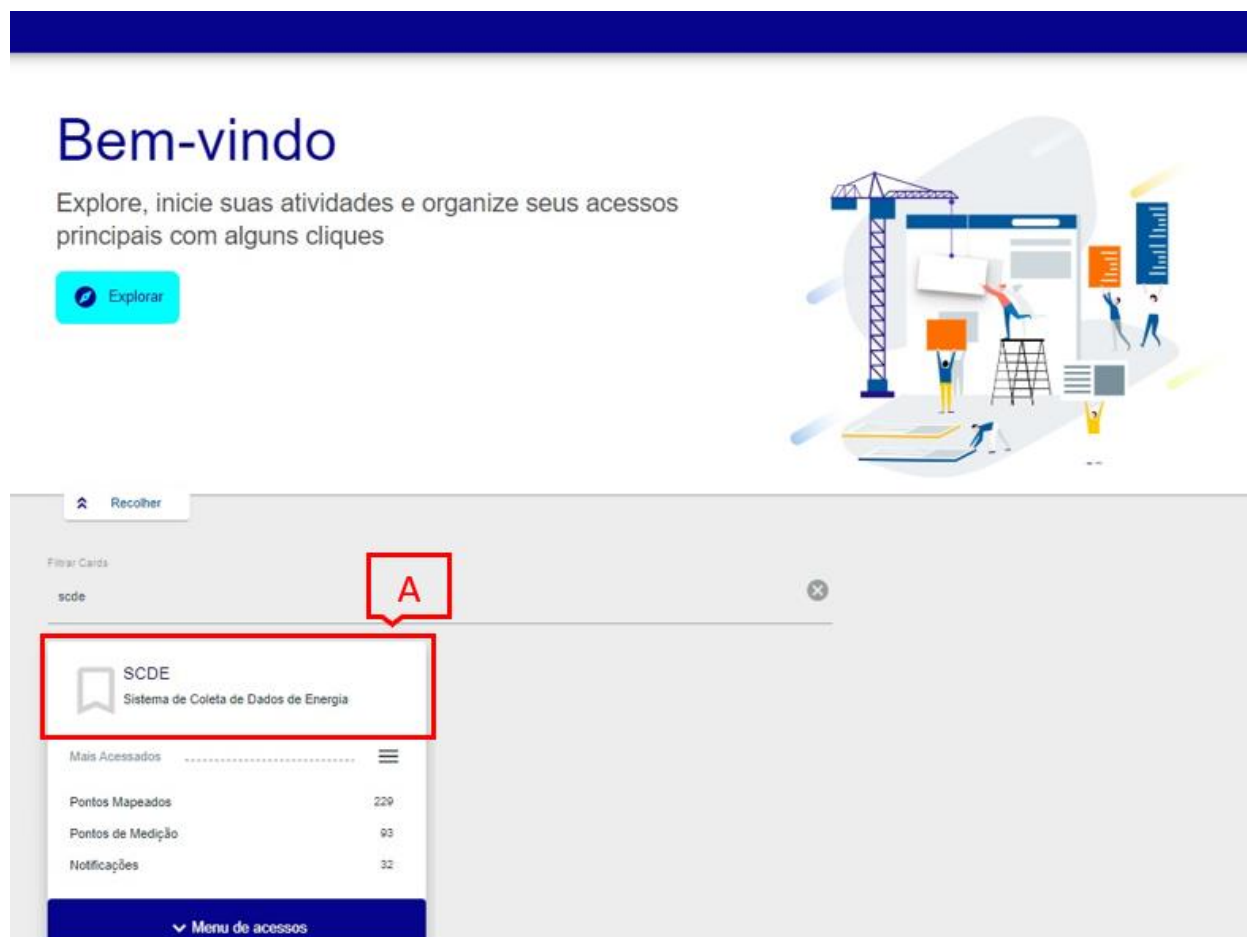 Bem-vindo
Explore, inicie suas atividades e organize seus acessos
principais com alguns cliques
Explorar
Recolher
Filtrar Cards
scde
A
SCDE
Sistema de Coleta de Dados de Energia
Mais Acessados
Pontos Mapeados 229
Pontos de Medição 93
Notificações 32
Menu de acessos